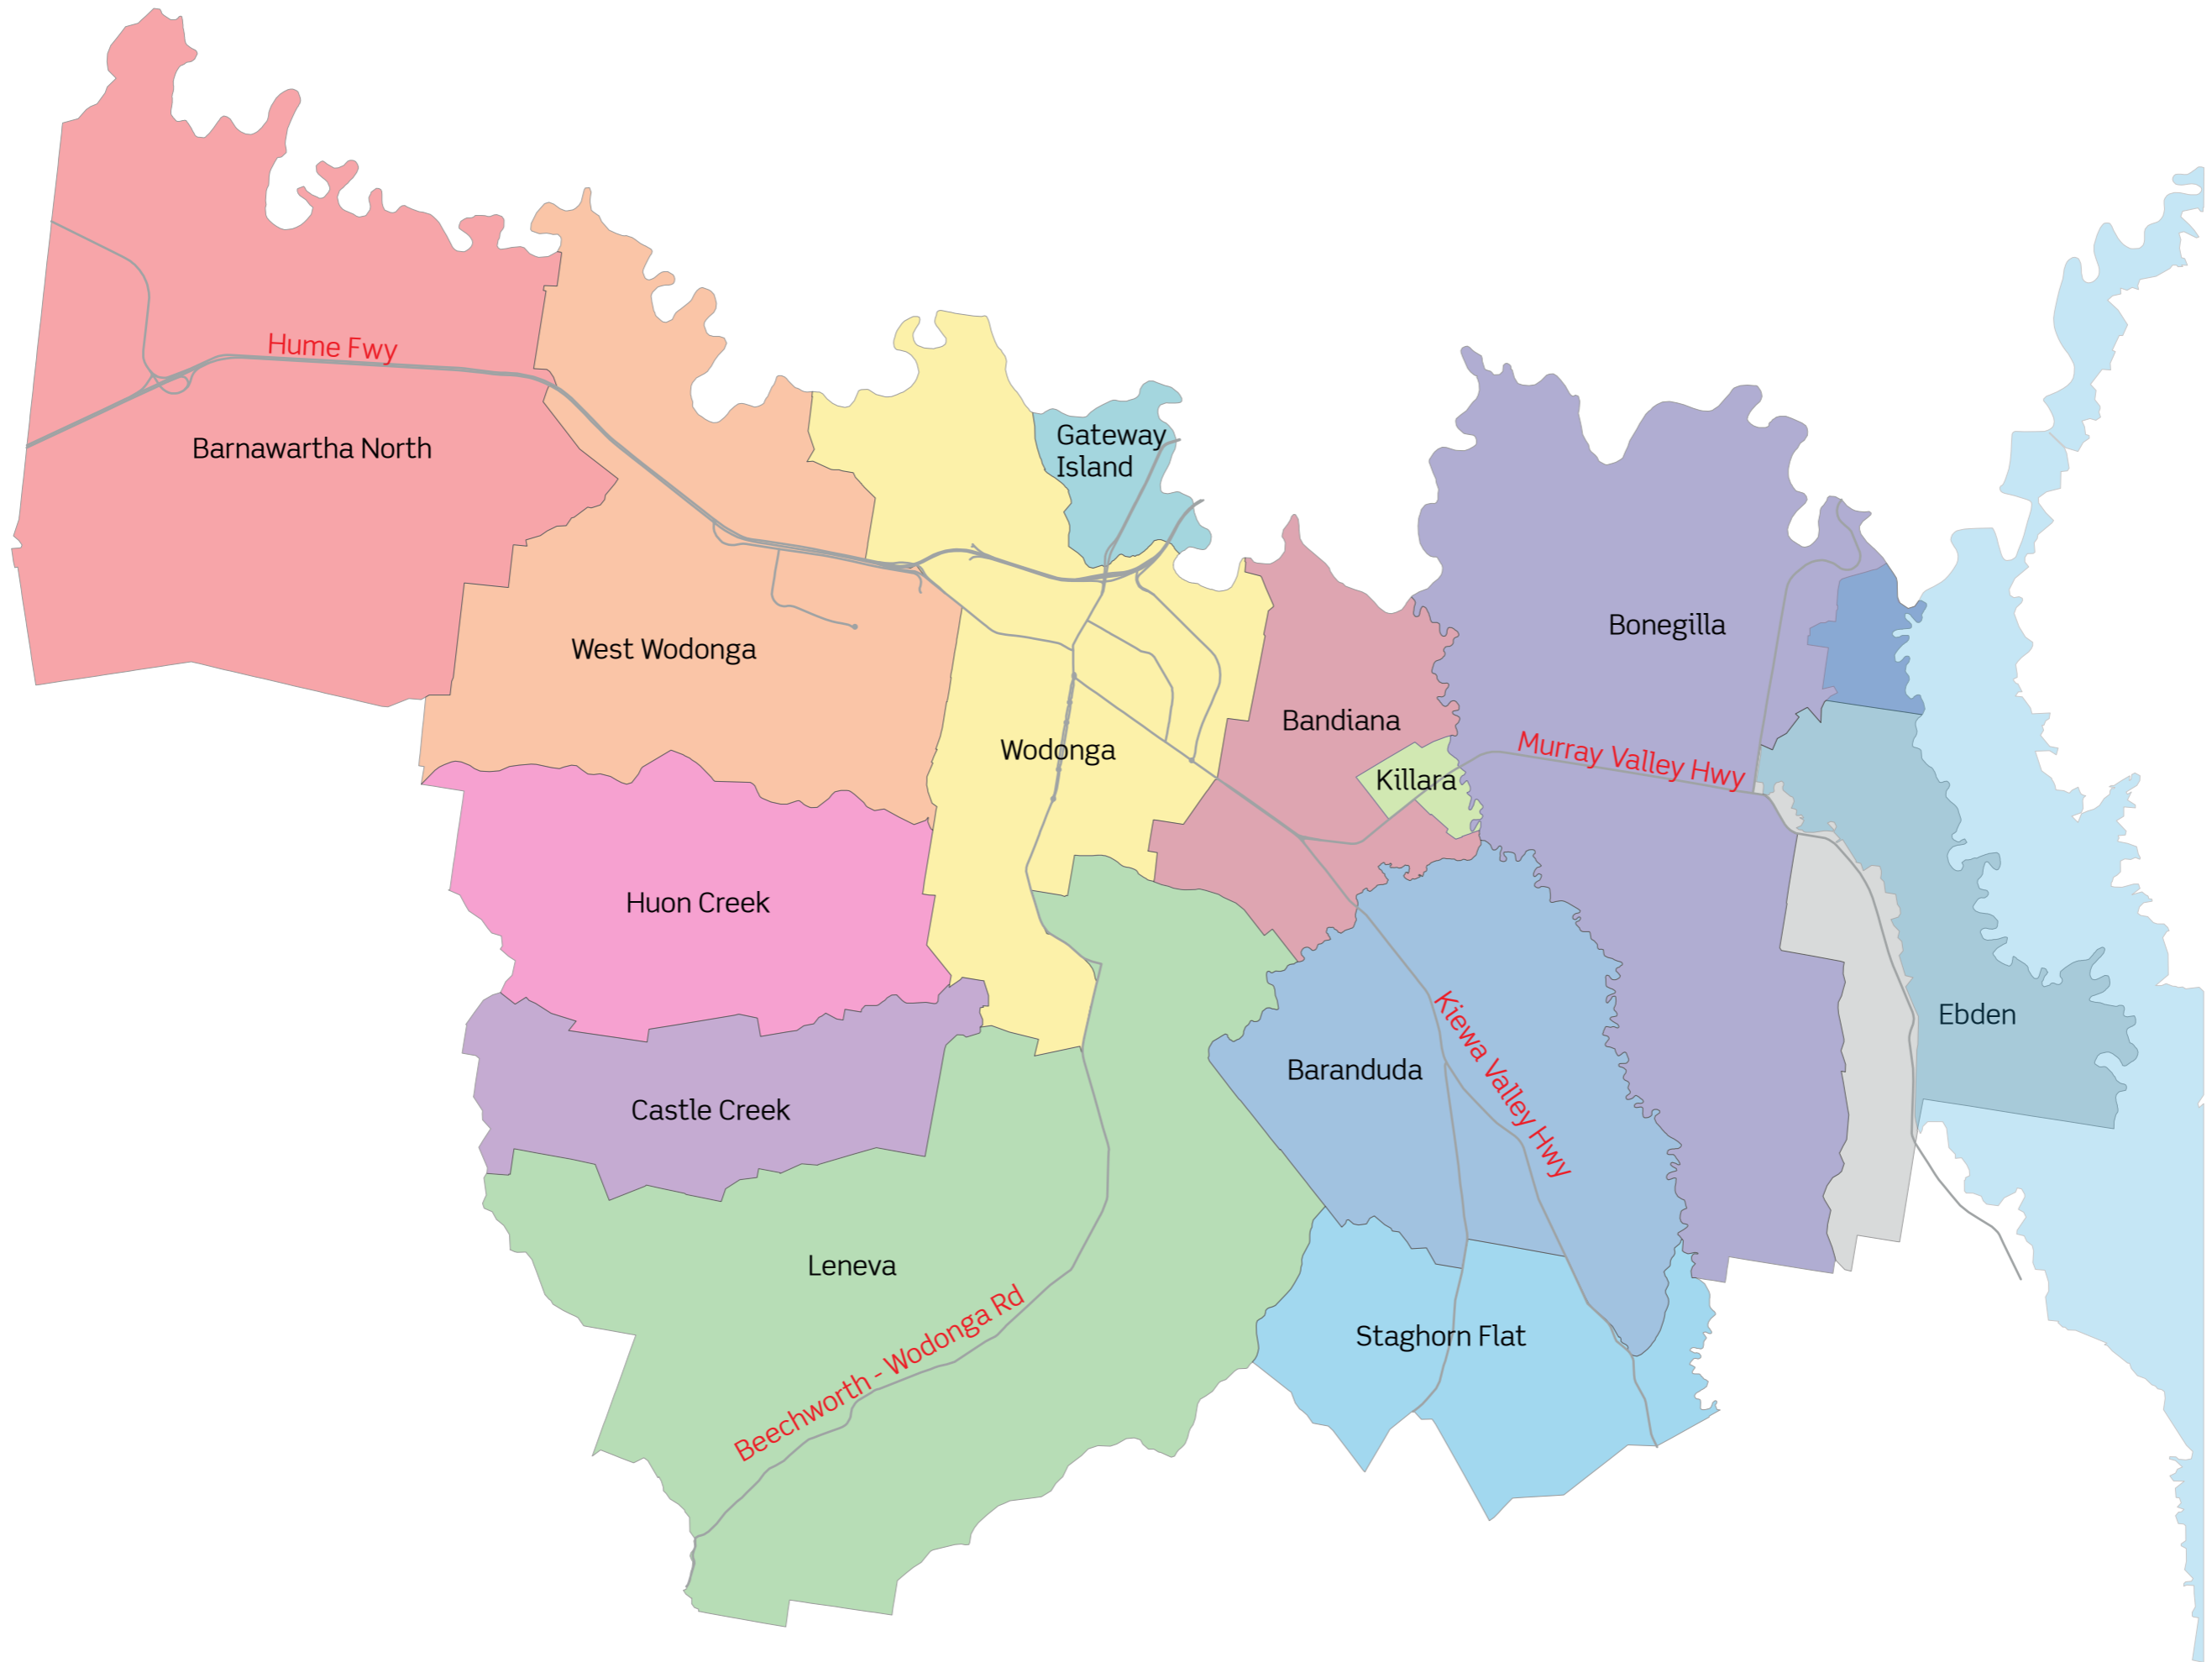 Hume Fwy
Barnawartha North
Gateway
Island
West Wodonga
Bonegilla
Bandiana
Wodonga
Murray Valley Hwy
Killara
Huon Creek
Ebden
Kiewa Valley Hwy
Baranduda
Castle Creek
Leneva
Beechworth - Wodonga Rd
Staghorn Flat